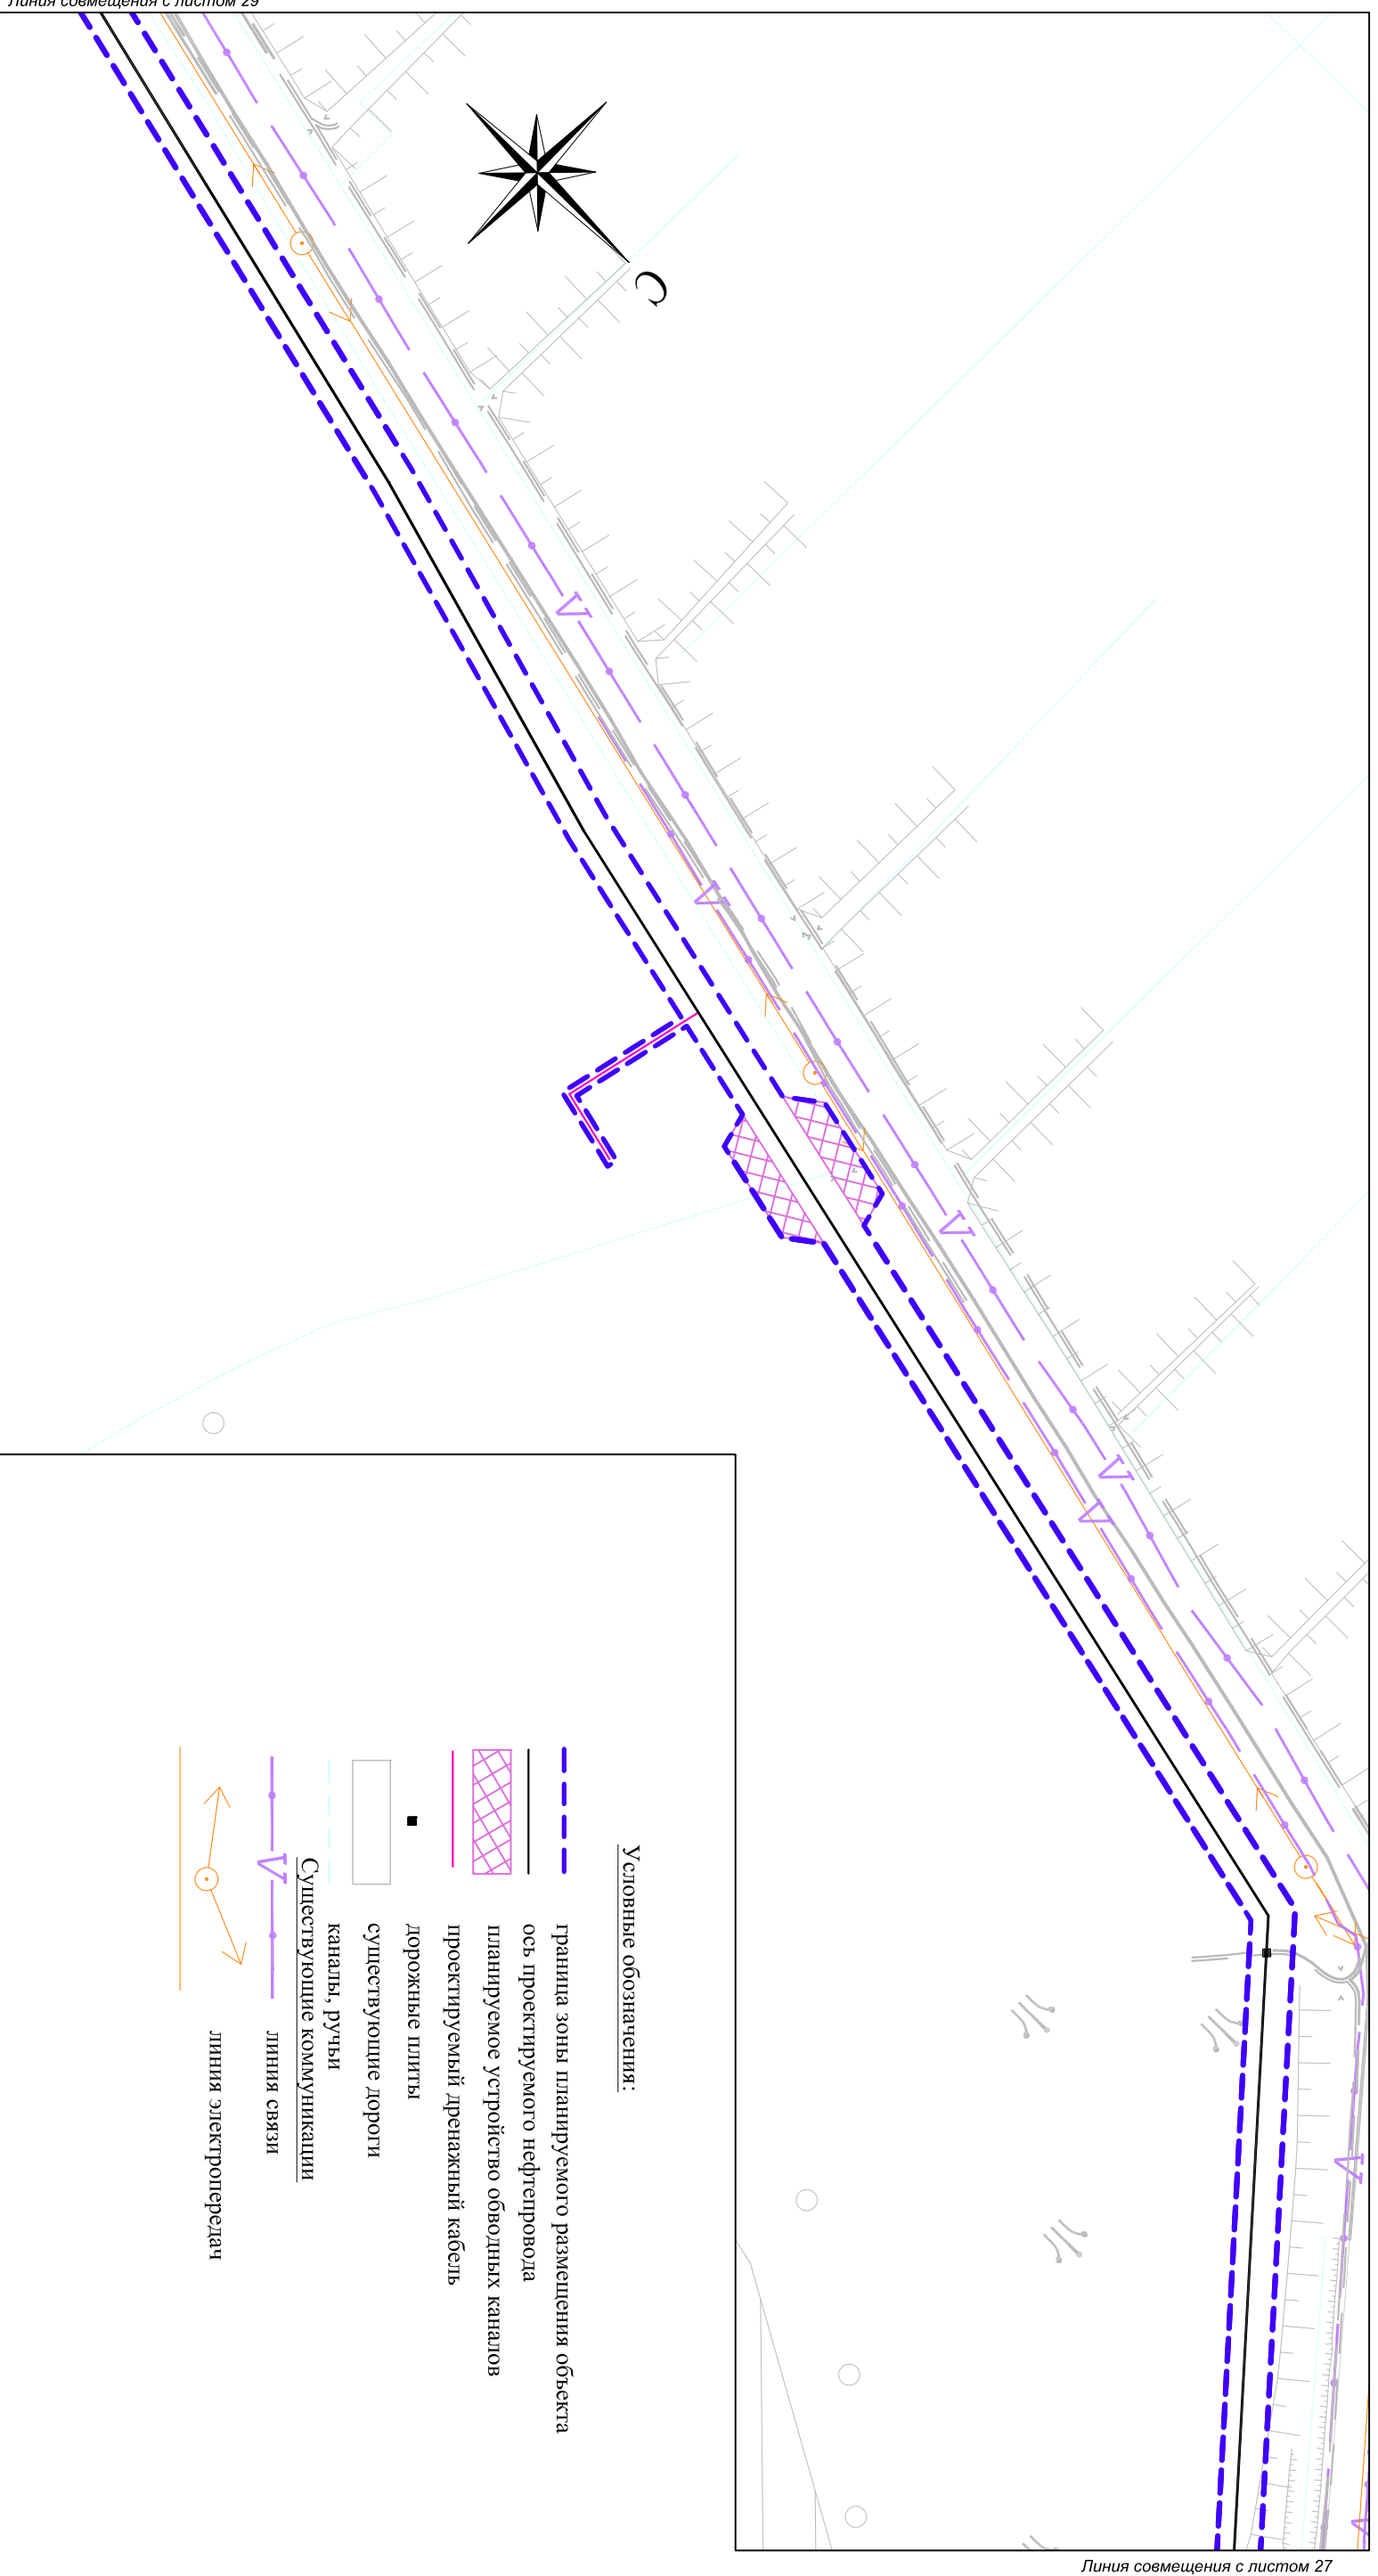 Линия совмещения с листом 29
С
V
V
V
V
V
V
V
Условные обозначения:
граница зоны планируемого размещения объекта
ось проектируемого нефтепровода
планируемое устройство обводных каналов
проектируемый дренажный кабель
дорожные плиты
существующие дороги
каналы, ручьи
Существующие коммуникации
V
линия связи
линия электропередач
Линия совмещения с листом 27